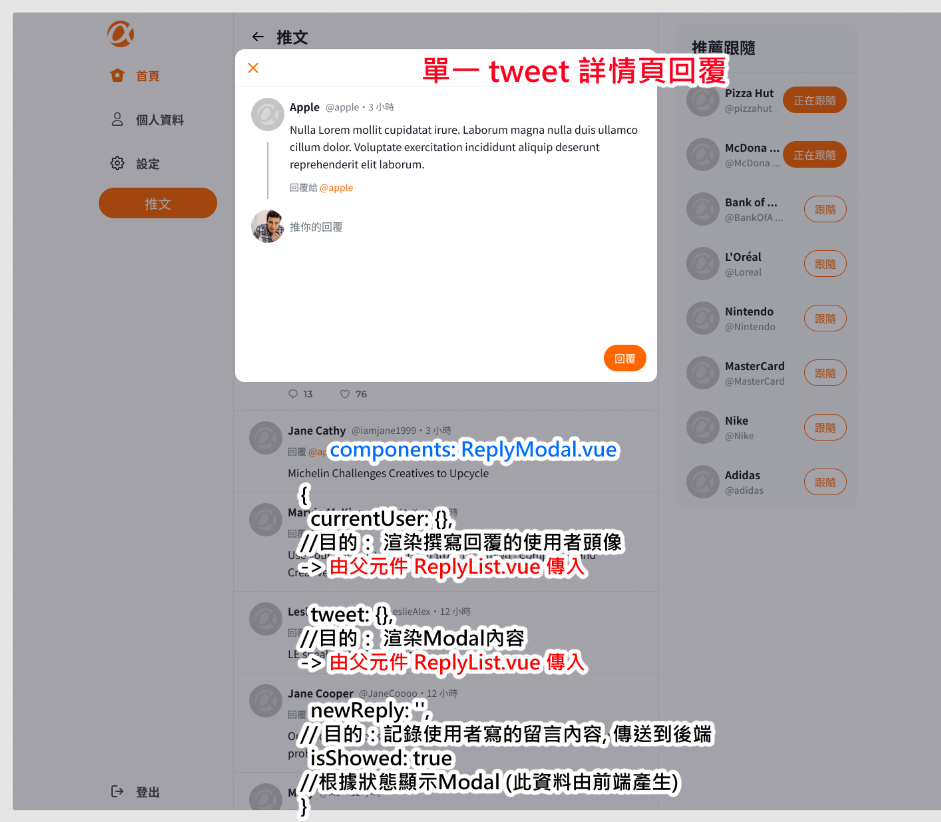 首頁
個人資料
設定
推文
登出
推文
單一 tweet 詳情頁回覆
Apple @apple・3 小時
Nulla Lorem mollit cupidatat irure. Laborum magna nulla duis ullamco
cillum dolor. Voluptate exercitation incididunt aliquip deserunt
reprehenderit elit laborum.
回覆給 @apple
推你的回覆
回覆
13 76
Jane Cathy @iamjane1999・3 小時
回覆
components: ReplyModal.vue
Michelin Challenges Creatives to Upcycle
{
currentUser: {},
//目的： 渲染撰寫回覆的使用者頭像
-> 由父元件 ReplyList.vue 傳入
12 小時
tweet: {},
//目的： 渲染Modal內容
-> 由父元件 ReplyList.vue 傳入
Jane Cooper @JaneCoooo・12 小時
newReply: '',
// 目的：記錄使用者寫的留言內容, 傳送到後端
isShowed: true
//根據狀態顯示Modal (此資料由前端產生)
}
推薦跟隨
Pizza Hut
@pizzahut
正在跟隨
McDona ...
@McDona ...
正在跟隨
Bank of ...
@BankOfA ...
跟隨
L'Oréal
@Loreal
跟隨
Nintendo
@Nintendo
跟隨
MasterCard
@MasterCard
跟隨
Nike
@Nike
跟隨
Adidas
@adidas
跟隨